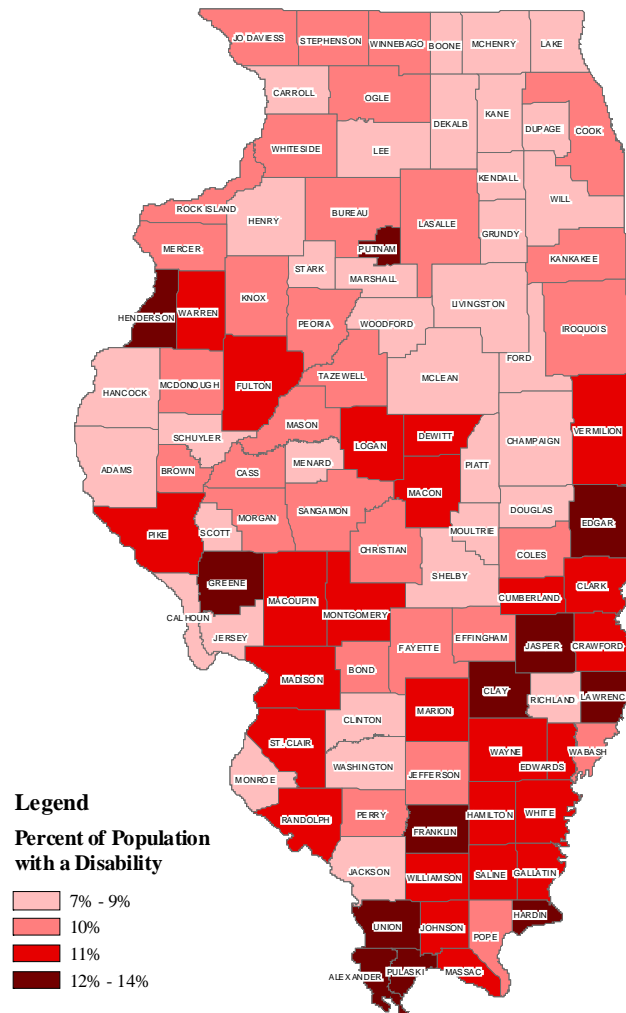 JO DAVIESS
STEPHENSON
WINNEBAGO
BOONE
MCHENRY
LAKE
CARROLL
OGLE
DEKALB
KANE
DUPAGE
COOK
WHITESIDE
LEE
KENDALL
WILL
ROCK ISLAND
HENRY
BUREAU
LASALLE
GRUNDY
MERCER
PUTNAM
KANKAKEE
STARK
MARSHALL
HENDERSON
WARREN
KNOX
PEORIA
WOODFORD
LIVINGSTON
IROQUOIS
FORD
HANCOCK
MCDONOUGH
FULTON
TAZEWELL
MCLEAN
SCHUYLER
MASON
LOGAN
DEWITT
CHAMPAIGN
VERMILION
ADAMS
BROWN
CASS
MENARD
PIATT
MACON
PIKE
SCOTT
MORGAN
SANGAMON
CHRISTIAN
MOULTRIE
DOUGLAS
EDGAR
COLES
GREENE
MACOUPIN
MONTGOMERY
SHELBY
CUMBERLAND
CLARK
CALHOUN
JERSEY
FAYETTE
EFFINGHAM
JASPER
CRAWFORD
MADISON
BOND
CLAY
RICHLAND
LAWRENC
CLINTON
MARION
ST. CLAIR
WAYNE
EDWARDS
WABASH
MONROE
WASHINGTON
JEFFERSON
RANDOLPH
PERRY
FRANKLIN
HAMILTON
WHITE
JACKSON
WILLIAMSON
SALINE
GALLATIN
UNION
JOHNSON
POPE
HARDIN
ALEXANDER
PULASKI
MASSAC
Legend
Percent of Population
with a Disability
7% - 9%
10%
11%
12% - 14%